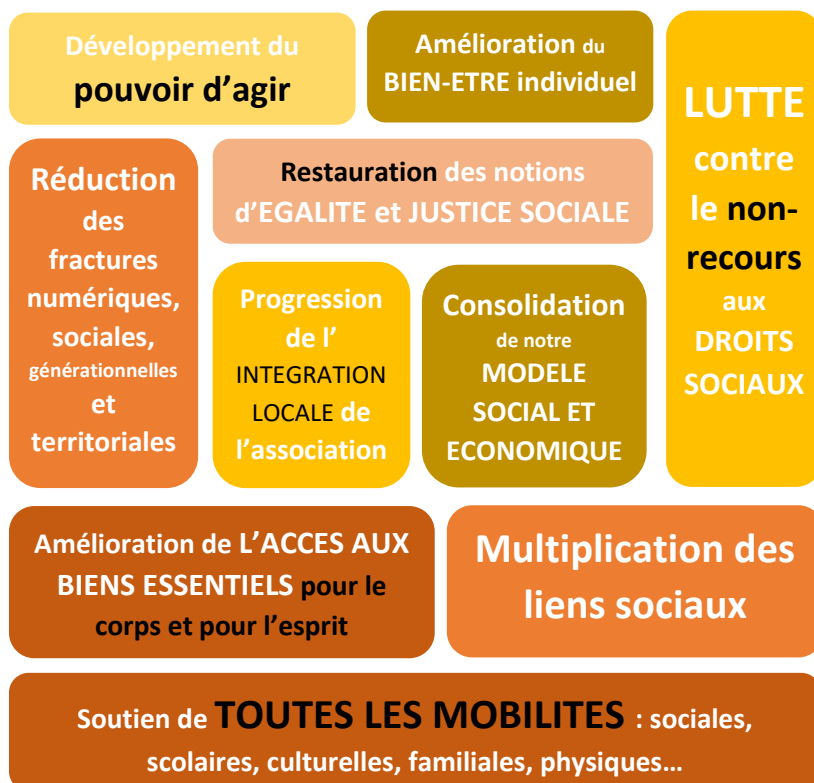 Développement du
pouvoir d'agir
Amélioration du
BIEN-ETRE individuel
LUTTE
contre
le non-
recours
aux
DROITS
SOCIAUX
Réduction
des
fractures
numériques,
sociales,
générationnelles
et
territoriales
Restauration des notions
d'EGALITE et JUSTICE SOCIALE
Progression
de l'
INTEGRATION
LOCALE de
l'association
Consolidation
de notre
MODELE
SOCIAL ET
ECONOMIQUE
Amélioration de L'ACCES AUX
BIENS ESSENTIELS pour le
corps et pour l'esprit
Multiplication des
liens sociaux
Soutien de TOUTES LES MOBILITES : sociales,
scolaires, culturelles, familiales, physiques…